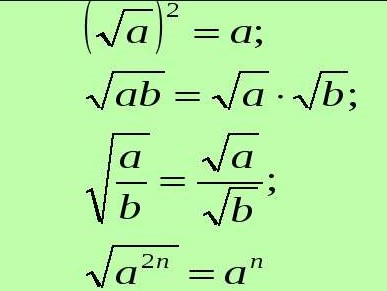 (√a)² = a;
√ab = √a · √b;
√(a/b) = √a/√b;
√a²ⁿ = aⁿ